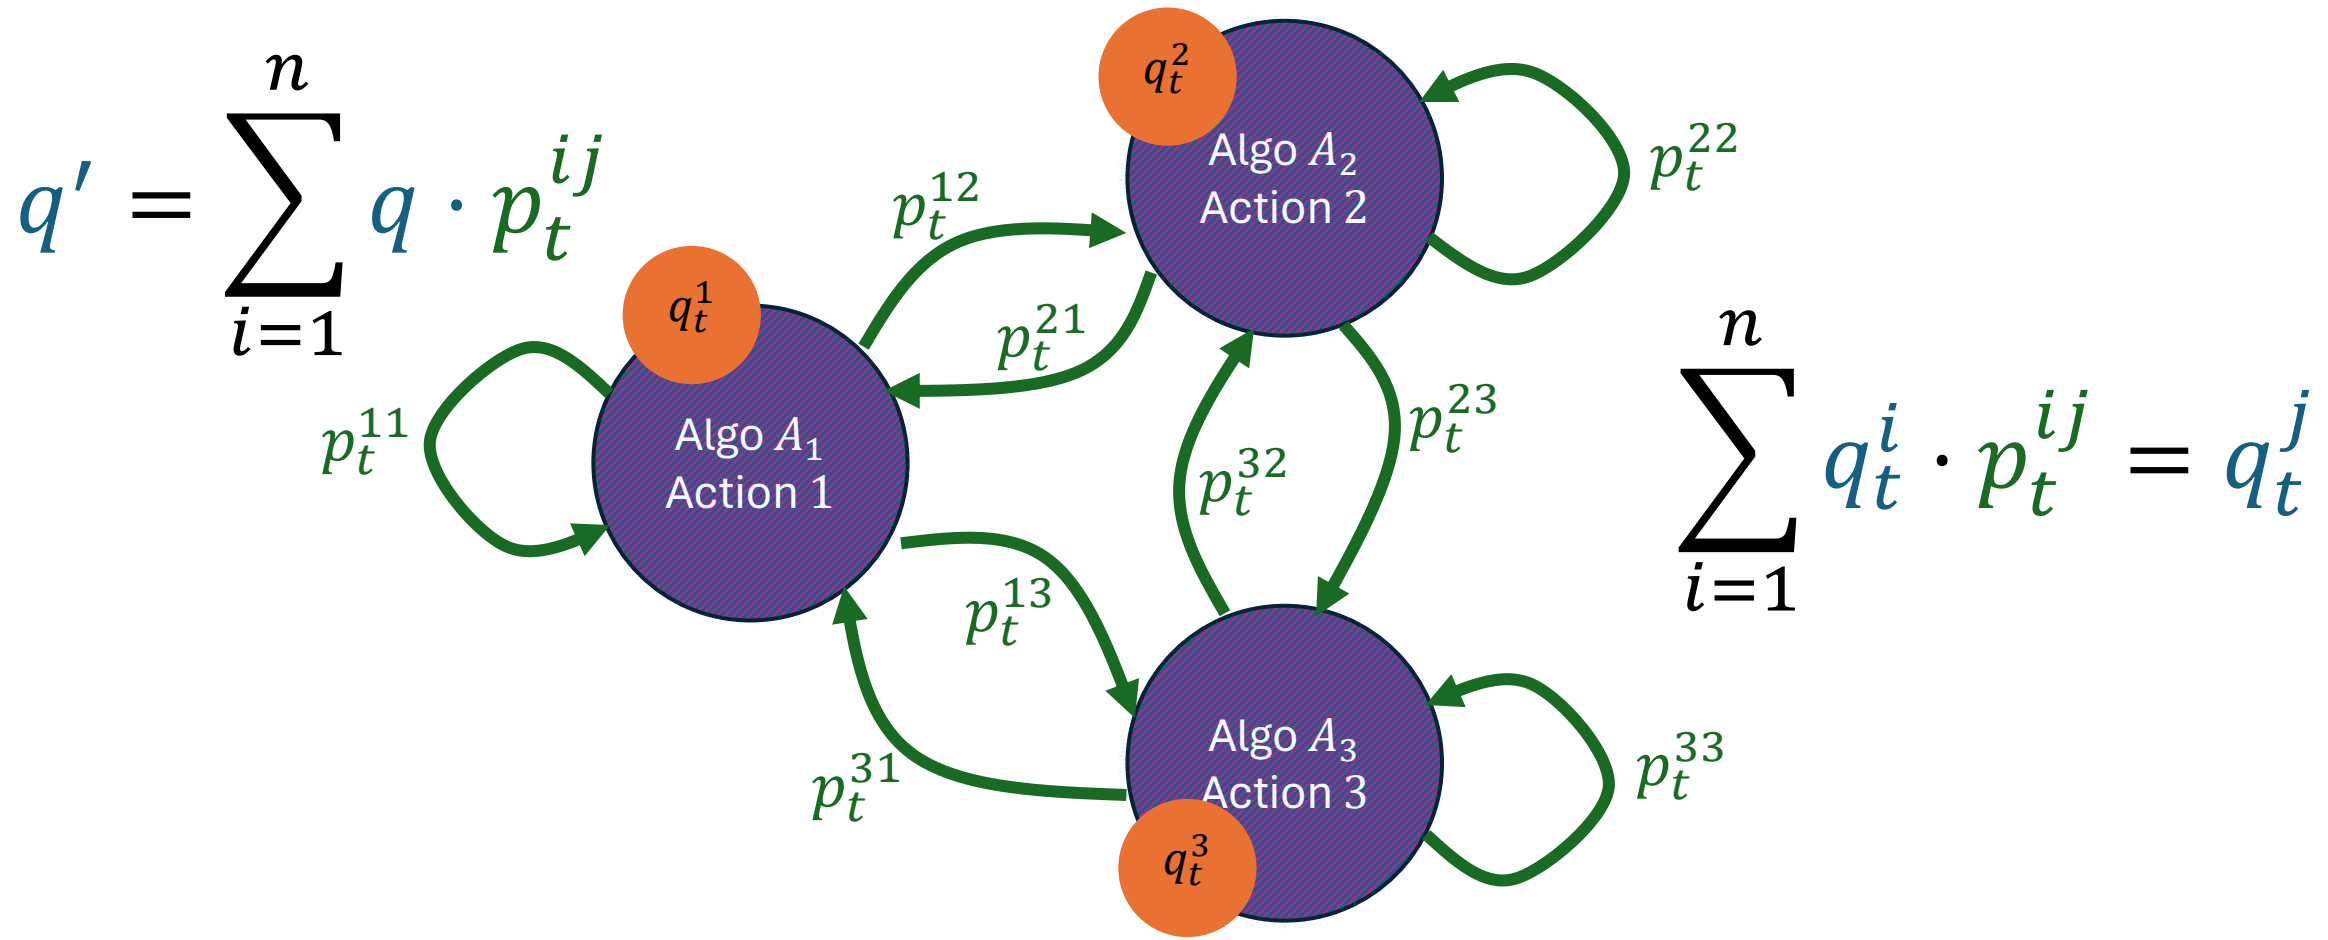 q′ = ∑_{i=1}^{n} q · p_t^{ij}
q_t^2
Algo A_2
Action 2
p_t^{22}
p_t^{12}
p_t^{21}
q_t^1
Algo A_1
Action 1
p_t^{11}
p_t^{32}
p_t^{23}
∑_{i=1}^{n} q_t^i · p_t^{ij} = q_t^j
p_t^{13}
p_t^{31}
Algo A_3
Action 3
q_t^3
p_t^{33}